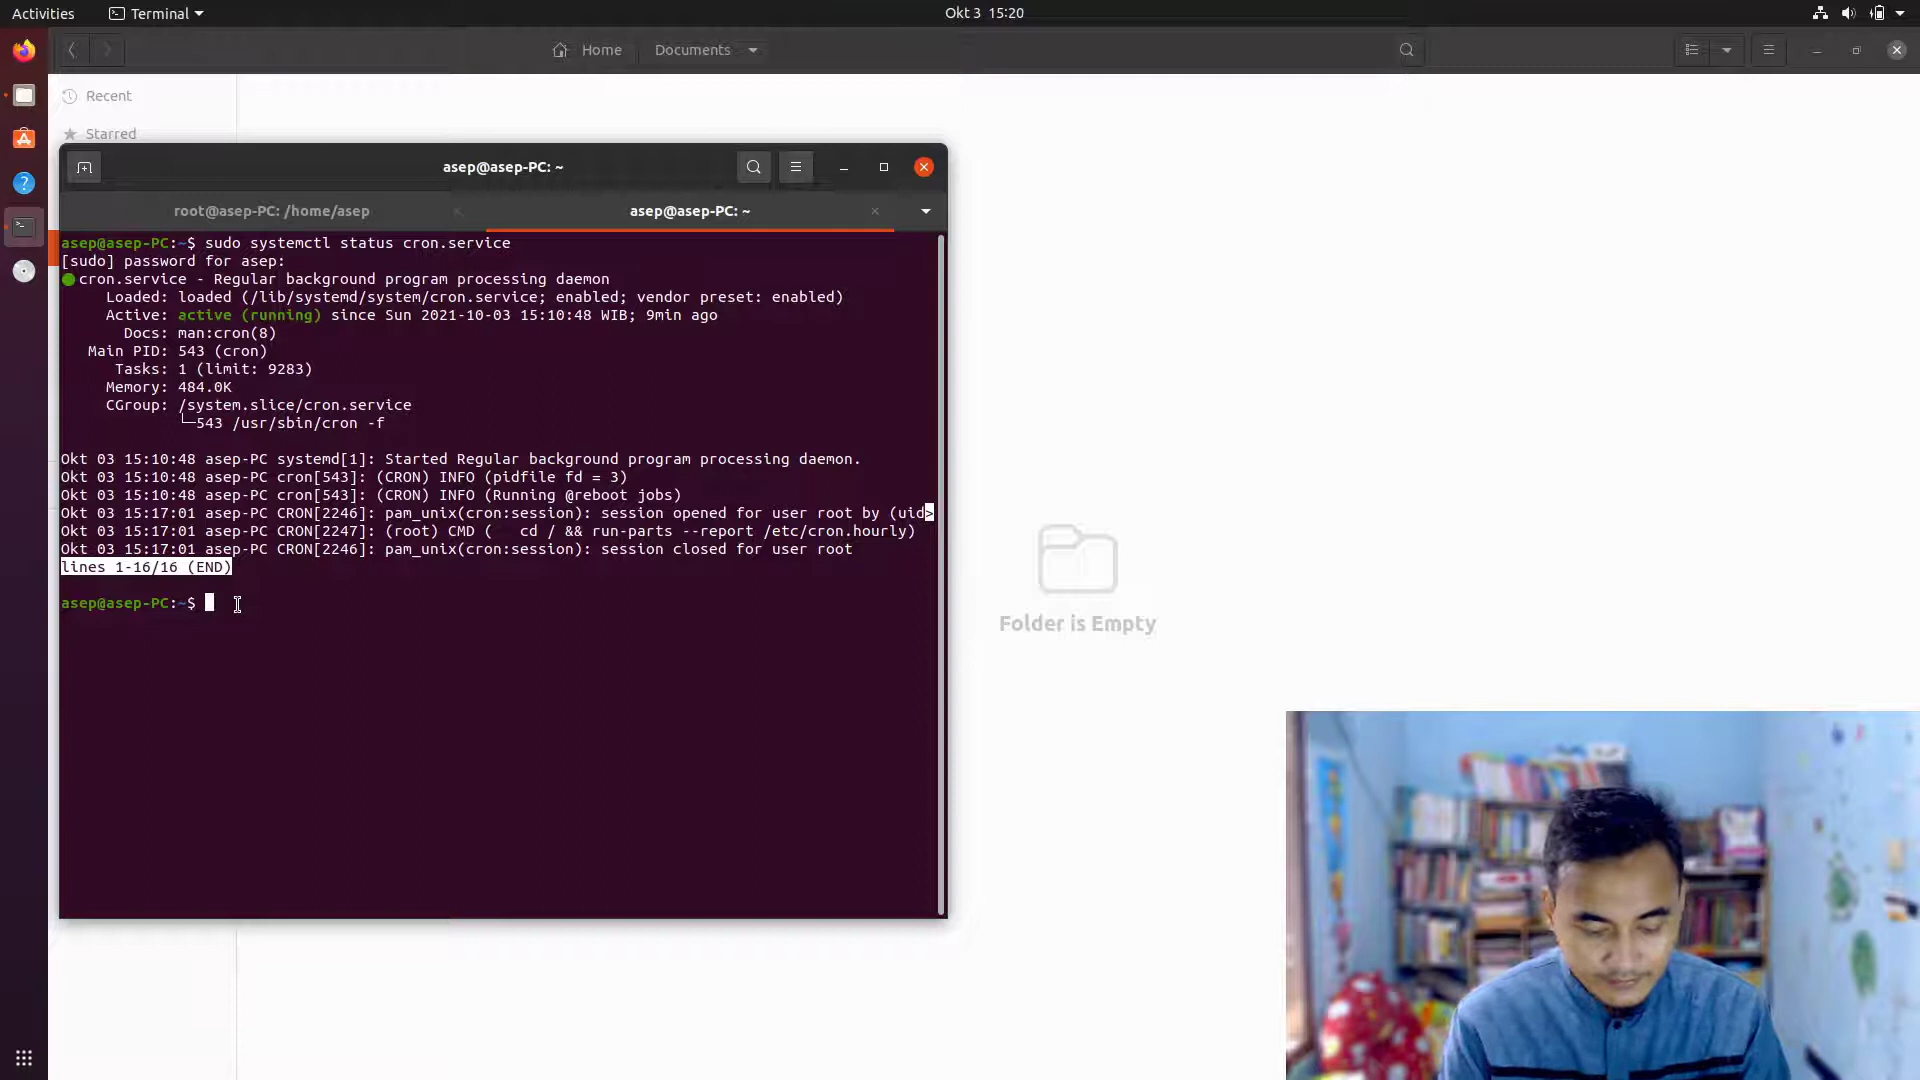 Activities
Terminal
Okt 3 15:20
Home
Documents
Recent
Starred
asep@asep-PC: ~
root@asep-PC: /home/asep
asep@asep-PC: ~
asep@asep-PC:~$ sudo systemctl status cron.service
[sudo] password for asep:
cron.service - Regular background program processing daemon
Loaded: loaded (/lib/systemd/system/cron.service; enabled; vendor preset: enabled)
Active: active (running) since Sun 2021-10-03 15:10:48 WIB; 9min ago
Docs: man:cron(8)
Main PID: 543 (cron)
Tasks: 1 (limit: 9283)
Memory: 484.0K
CGroup: /system.slice/cron.service
└─543 /usr/sbin/cron -f
Okt 03 15:10:48 asep-PC systemd[1]: Started Regular background program processing daemon.
Okt 03 15:10:48 asep-PC cron[543]: (CRON) INFO (pidfile fd = 3)
Okt 03 15:10:48 asep-PC cron[543]: (CRON) INFO (Running @reboot jobs)
Okt 03 15:17:01 asep-PC CRON[2246]: pam_unix(cron:session): session opened for user root by (uid>
Okt 03 15:17:01 asep-PC CRON[2247]: (root) CMD (   cd / && run-parts --report /etc/cron.hourly)
Okt 03 15:17:01 asep-PC CRON[2246]: pam_unix(cron:session): session closed for user root
lines 1-16/16 (END)
asep@asep-PC:~$
Folder is Empty